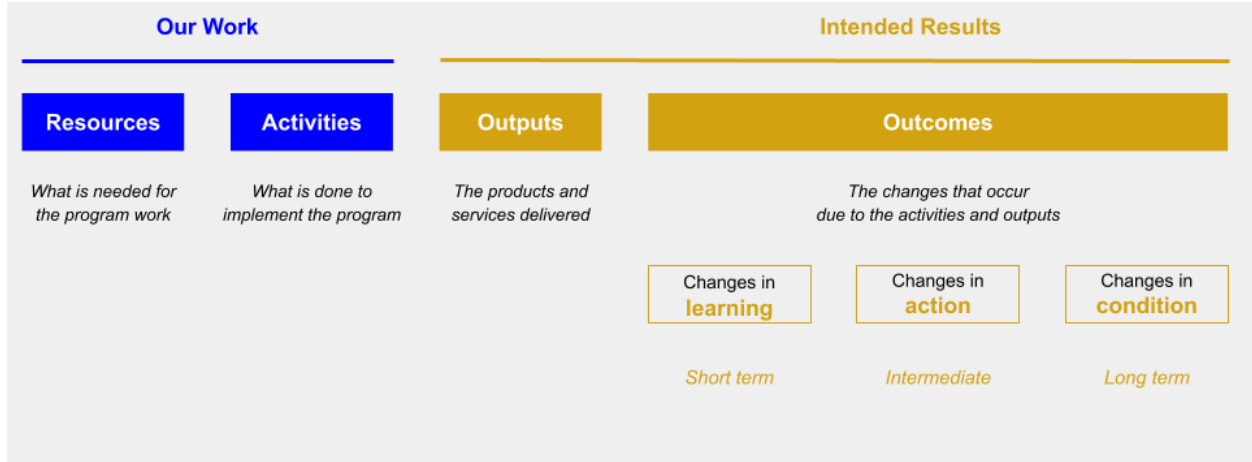 Our Work
Intended Results
Resources
Activities
Outputs
Outcomes
What is needed for
the program work
What is done to
implement the program
The products and
services delivered
The changes that occur
due to the activities and outputs
Changes in
learning
Changes in
action
Changes in
condition
Short term
Intermediate
Long term